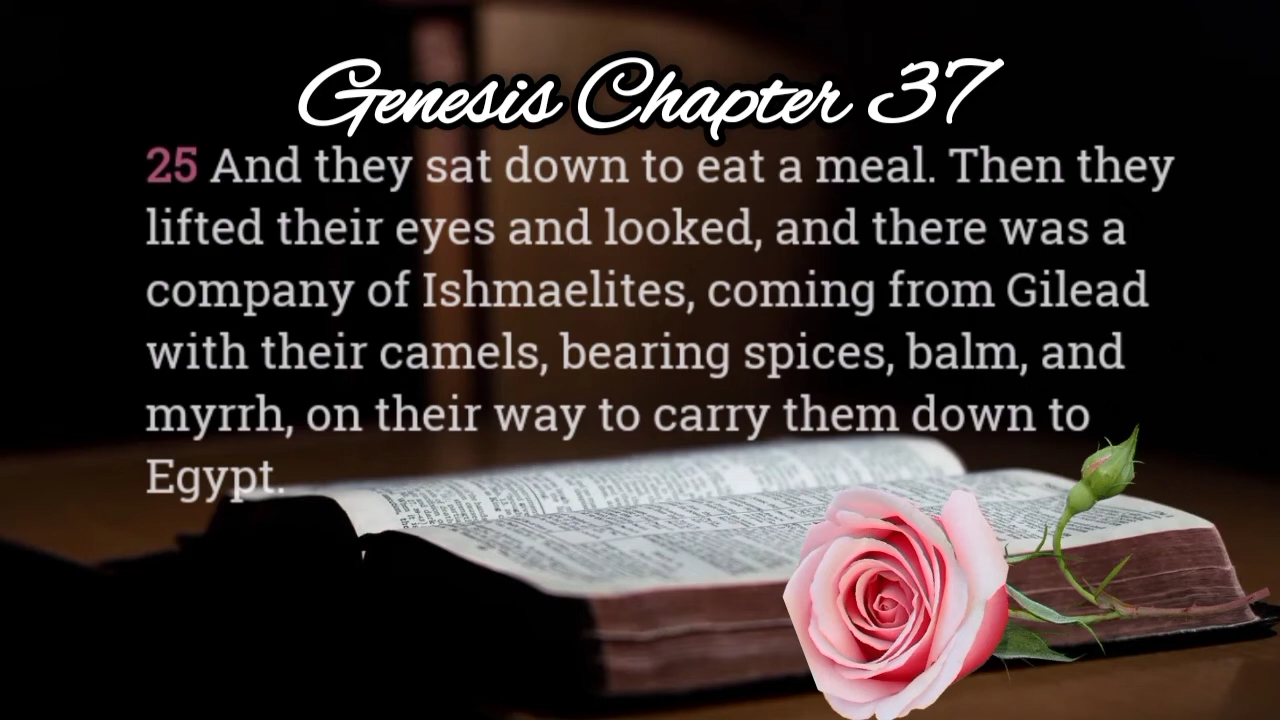 Genesis Chapter 37
25 And they sat down to eat a meal. Then they
lifted their eyes and looked, and there was a
company of Ishmaelites, coming from Gilead
with their camels, bearing spices, balm, and
myrrh, on their way to carry them down to
Egypt.